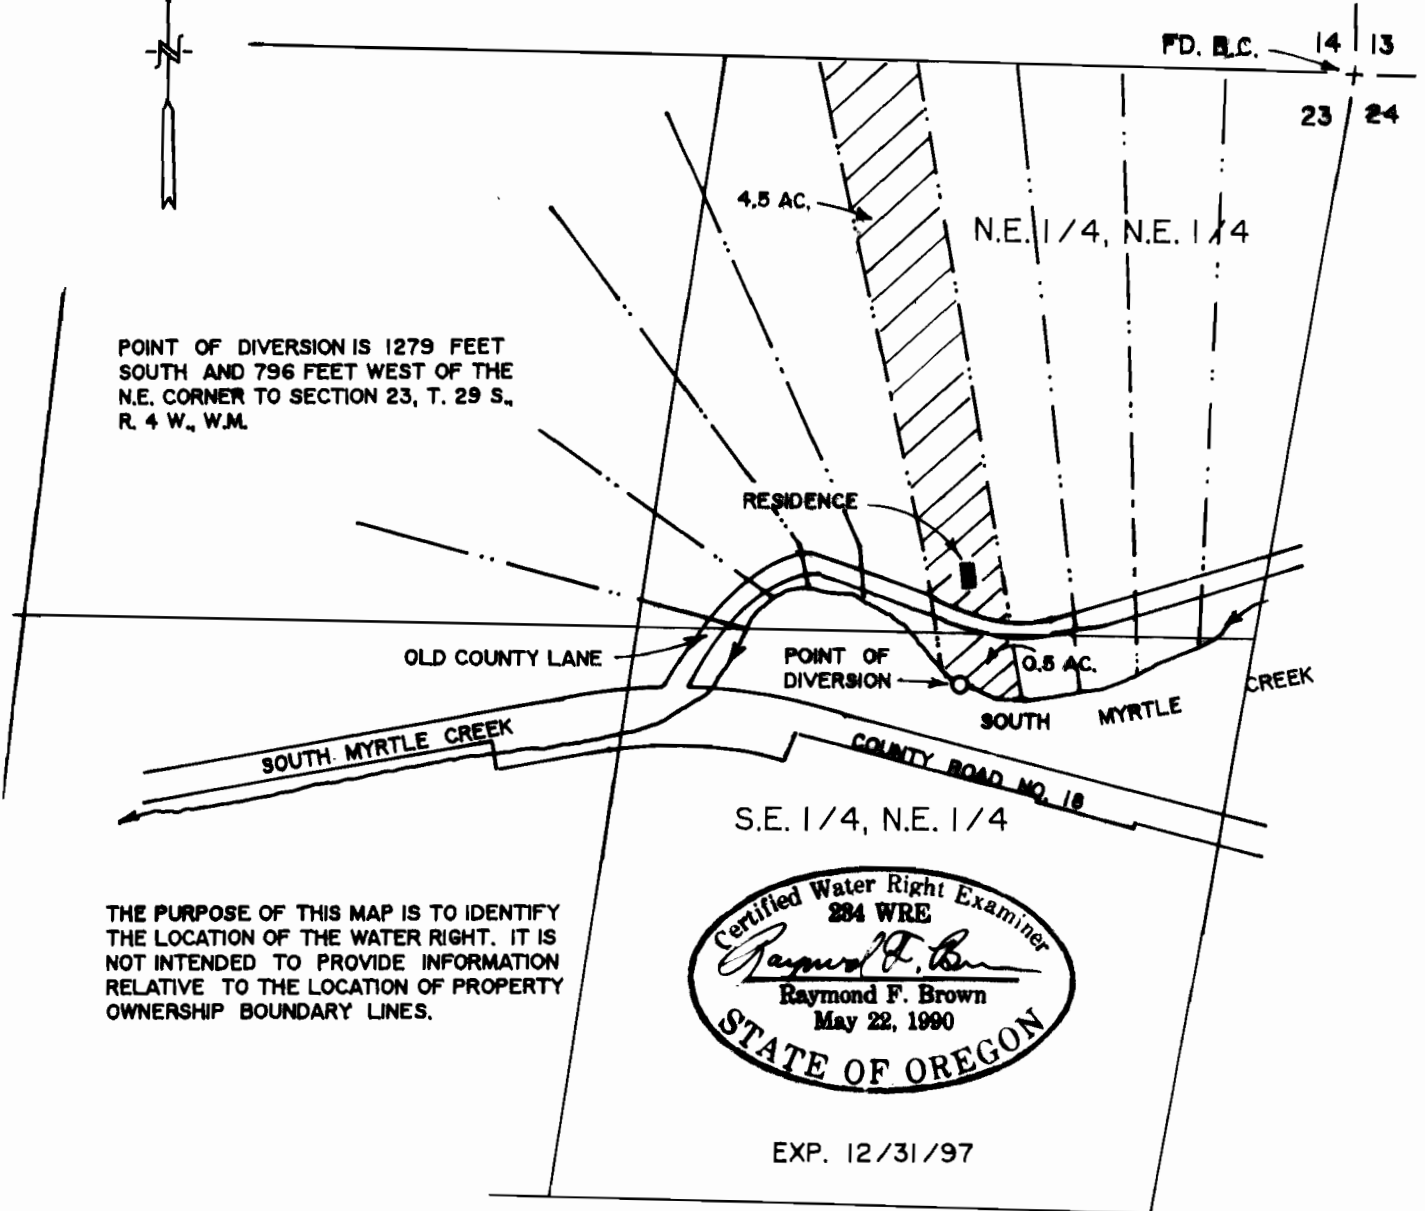 N
FD. B.C.
14 13
23 24
4.5 AC.
N.E. 1/4, N.E. 1/4
POINT OF DIVERSION IS 1279 FEET
SOUTH AND 796 FEET WEST OF THE
N.E. CORNER TO SECTION 23, T. 29 S.,
R. 4 W., W.M.
RESIDENCE
OLD COUNTY LANE
POINT OF
DIVERSION
0.5 AC.
SOUTH MYRTLE CREEK
SOUTH MYRTLE CREEK
COUNTY ROAD NO. 18
S.E. 1/4, N.E. 1/4
THE PURPOSE OF THIS MAP IS TO IDENTIFY
THE LOCATION OF THE WATER RIGHT. IT IS
NOT INTENDED TO PROVIDE INFORMATION
RELATIVE TO THE LOCATION OF PROPERTY
OWNERSHIP BOUNDARY LINES.
Certified Water Right Examiner
284 WRE
Raymond F. Brown
Raymond F. Brown
May 22, 1990
STATE OF OREGON
EXP. 12/31/97